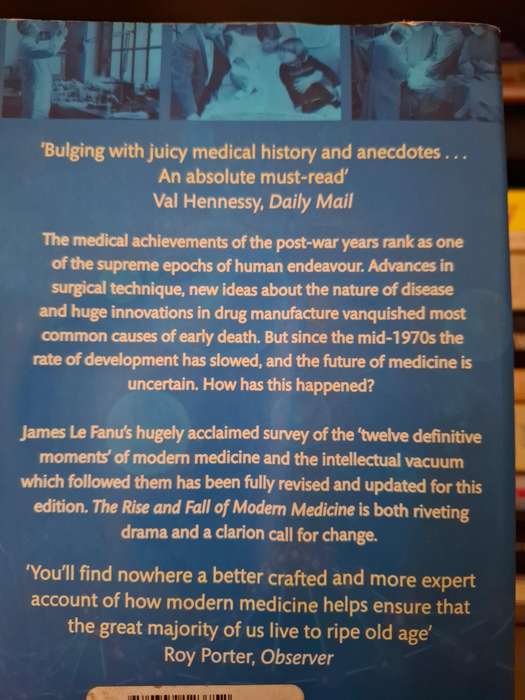 'Bulging with juicy medical history and anecdotes . . .
An absolute must-read'
Val Hennessy, Daily Mail
The medical achievements of the post-war years rank as one
of the supreme epochs of human endeavour. Advances in
surgical technique, new ideas about the nature of disease
and huge innovations in drug manufacture vanquished most
common causes of early death. But since the mid-1970s the
rate of development has slowed, and the future of medicine is
uncertain. How has this happened?
James Le Fanu's hugely acclaimed survey of the 'twelve definitive
moments' of modern medicine and the intellectual vacuum
which followed them has been fully revised and updated for this
edition. The Rise and Fall of Modern Medicine is both riveting
drama and a clarion call for change.
'You'll find nowhere a better crafted and more expert
account of how modern medicine helps ensure that
the great majority of us live to ripe old age'
Roy Porter, Observer